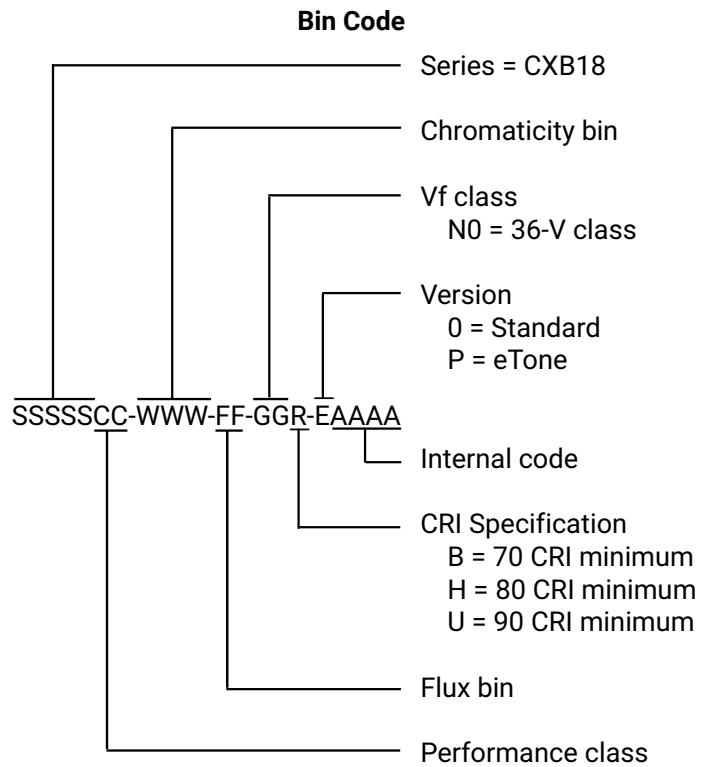 Bin Code
Series = CXB18
Chromaticity bin
Vf class
N0 = 36-V class
Version
0 = Standard
P = eTone
SSSSSCC-WWW-FF-GGR-EAAAA
Internal code
CRI Specification
B = 70 CRI minimum
H = 80 CRI minimum
U = 90 CRI minimum
Flux bin
Performance class